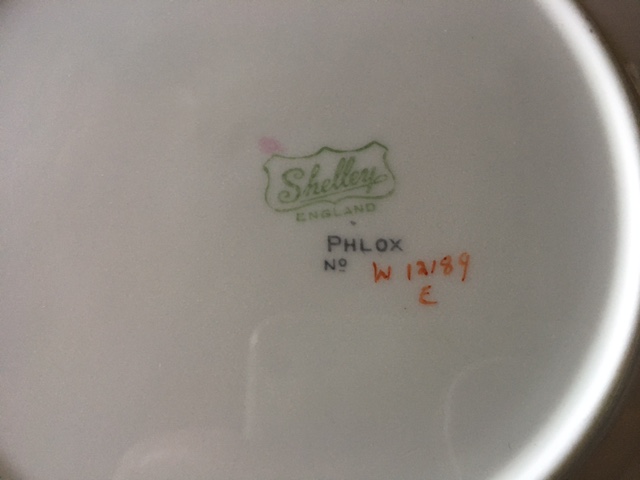 Shelley
ENGLAND
PHLOX
Nº W 12189
E